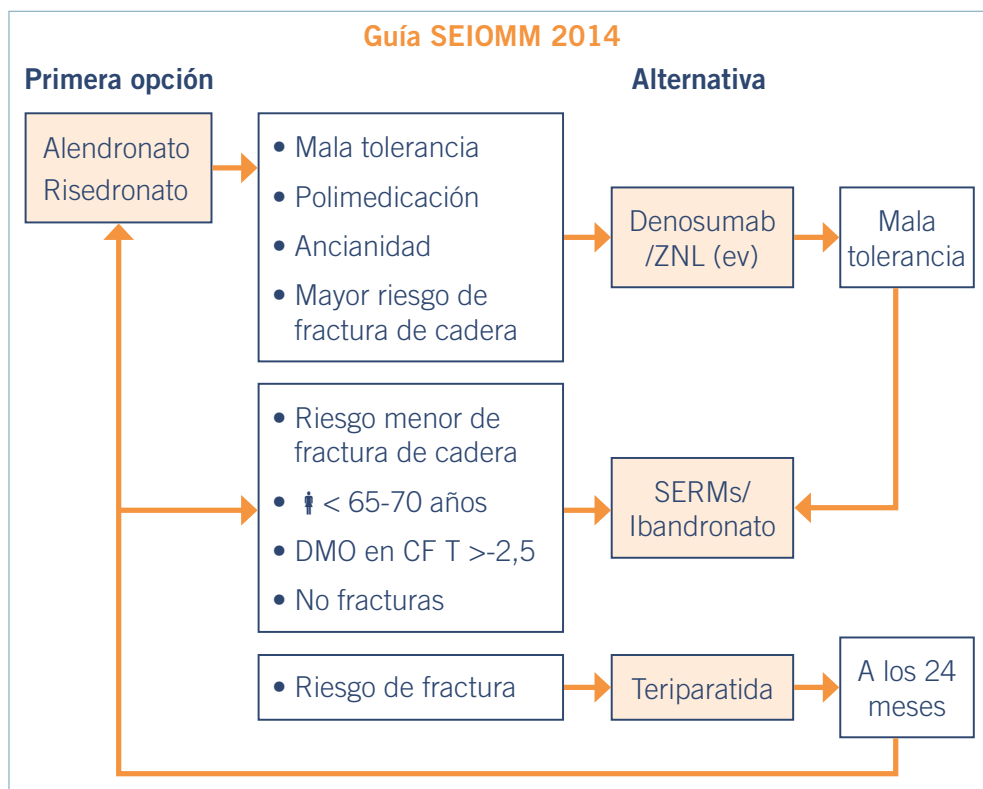 Guía SEIOMM 2014
Primera opción
Alternativa
Alendronato
Risedronato
• Mala tolerancia
• Polimedicación
• Ancianidad
• Mayor riesgo de
fractura de cadera
Denosumab
/ZNL (ev)
Mala
tolerancia
• Riesgo menor de
fractura de cadera
• < 65-70 años
• DMO en CF T >-2,5
• No fracturas
SERMs/
Ibandronato
• Riesgo de fractura
Teriparatida
A los 24
meses